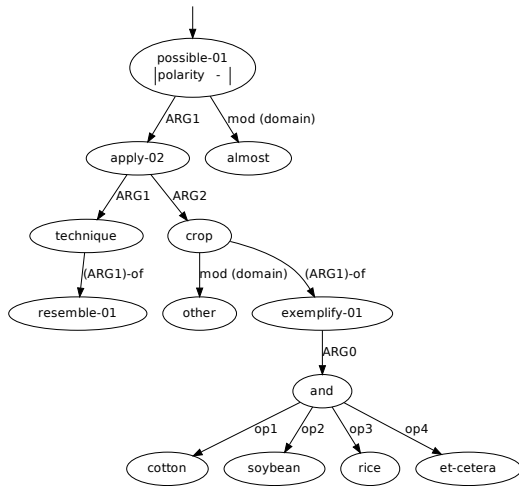 possible-01
polarity -
ARG1 mod (domain)
apply-02 almost
ARG1 ARG2
technique crop
(ARG1)-of mod (domain) (ARG1)-of
resemble-01 other exemplify-01
ARG0
and
op1 op2 op3 op4
cotton soybean rice et-cetera